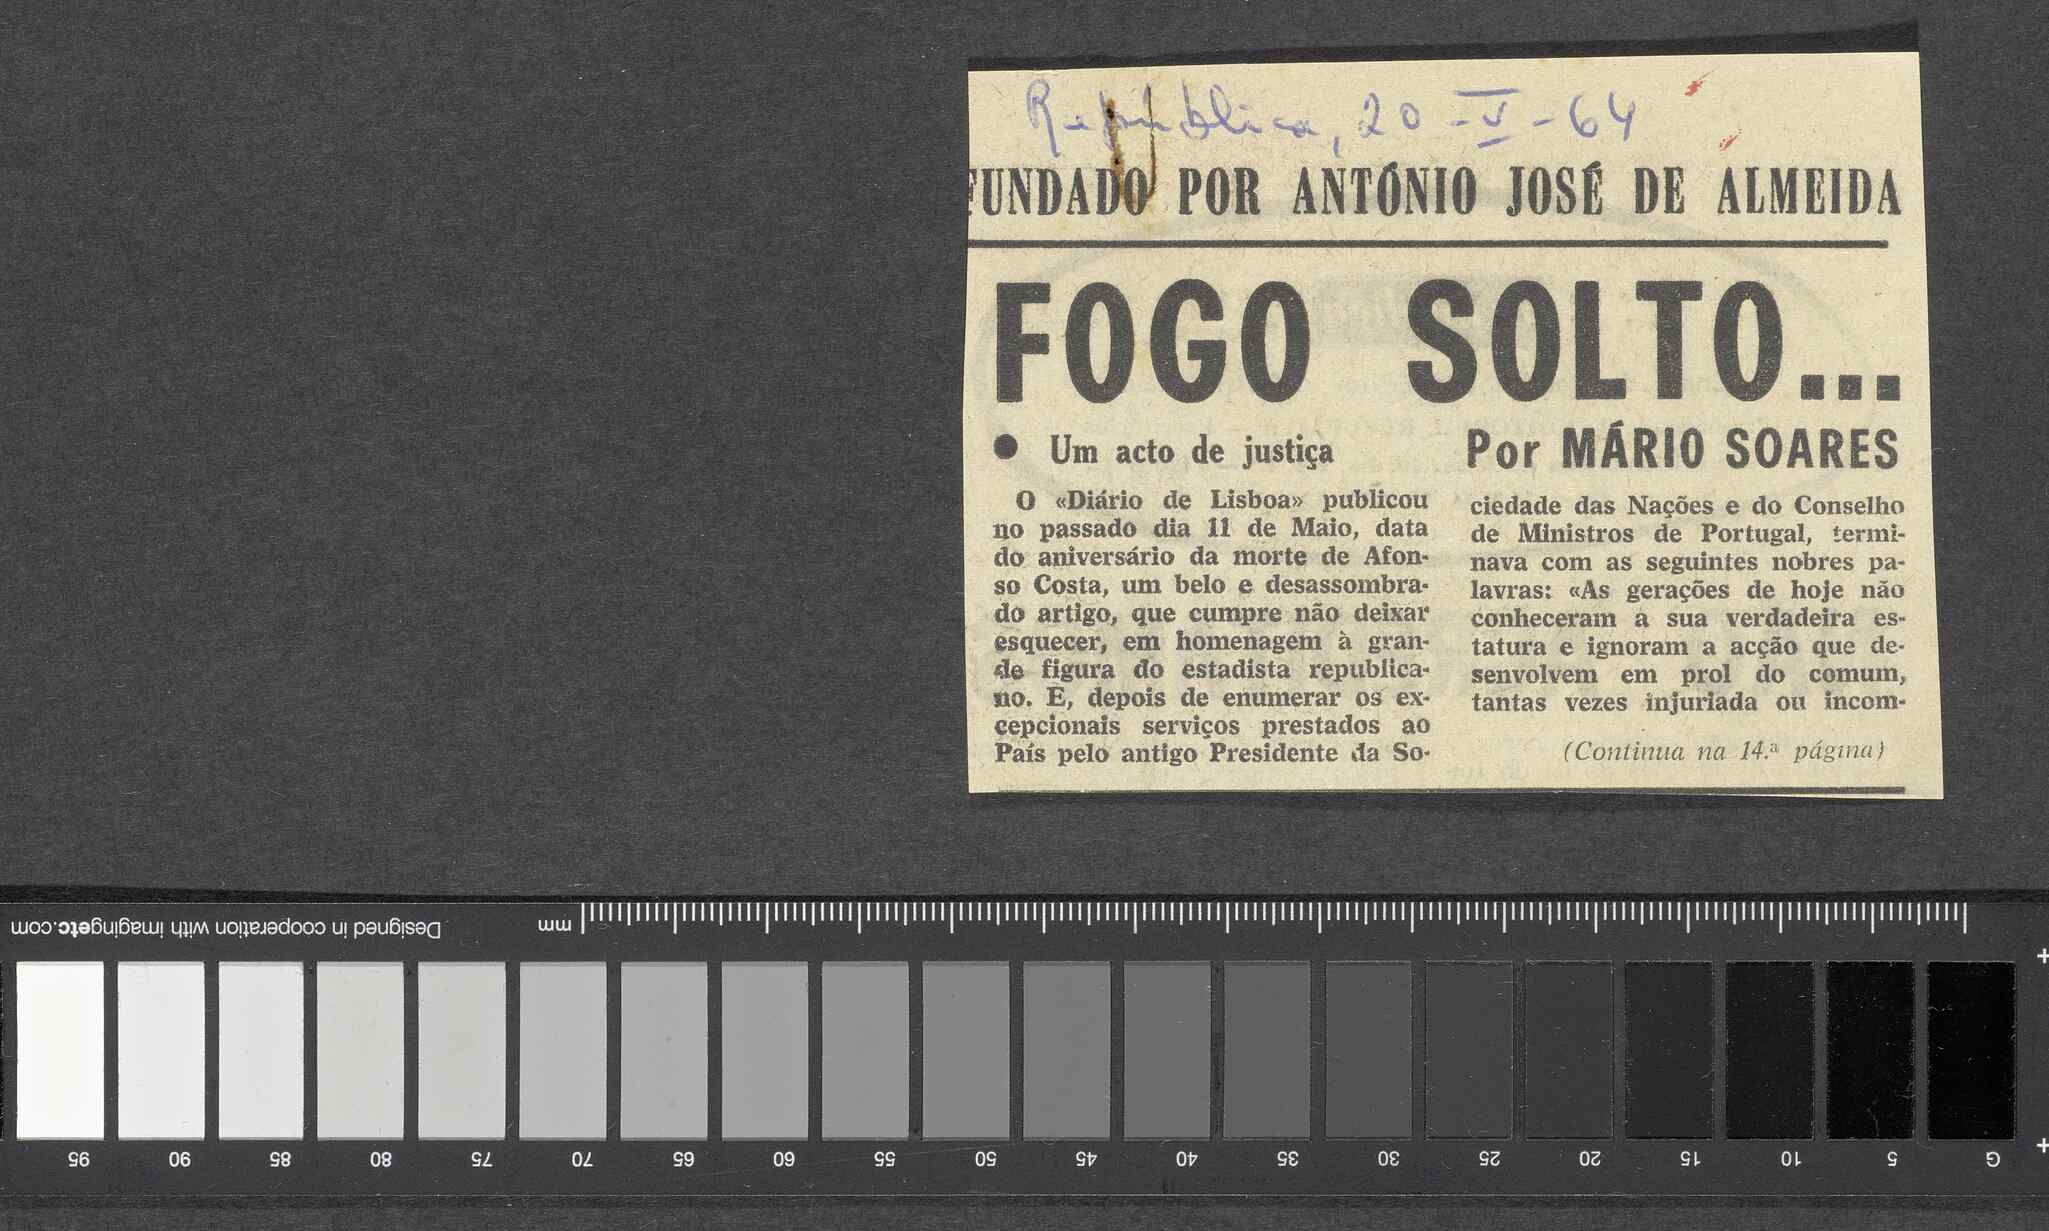 República, 20-V-64
FUNDADO POR ANTÓNIO JOSÉ DE ALMEIDA
FOGO SOLTO...
● Um acto de justiça
Por MÁRIO SOARES
O «Diário de Lisboa» publicou
no passado dia 11 de Maio, data
do aniversário da morte de Afon-
so Costa, um belo e desassombra-
do artigo, que cumpre não deixar
esquecer, em homenagem à gran-
de figura do estadista republica-
no. E, depois de enumerar os ex-
cepcionais serviços prestados ao
País pelo antigo Presidente da So-
ciedade das Nações e do Conselho
de Ministros de Portugal, termi-
nava com as seguintes nobres pa-
lavras: «As gerações de hoje não
conheceram a sua verdadeira es-
tatura e ignoram a acção que de-
senvolvem em prol do comum,
tantas vezes injuriada ou incom-
(Continua na 14.ª página)
Designed in cooperation with imagingetc.com
mm
95 90 85 80 75 70 65 60 55 50 45 40 35 30 25 20 15 10 5 G